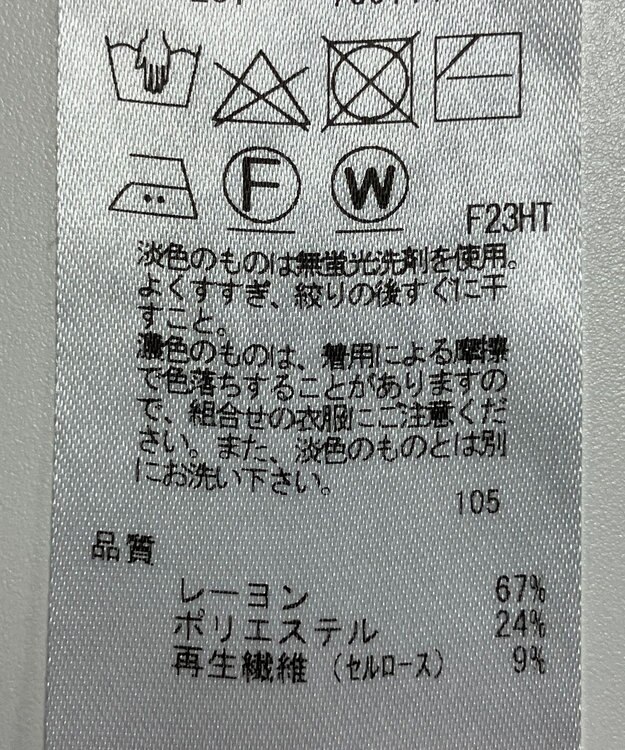 F
W
F23HT
淡色のものは無蛍光洗剤を使用。
よくすすぎ、絞りの後すぐに干
すこと。
濃色のものは、着用による摩擦
で色落ちすることがありますの
で、組合せの衣服にご注意くだ
さい。また、淡色のものとは別
にお洗い下さい。
105
品質
レーヨン 67%
ポリエステル 24%
再生繊維（セルロース） 9%